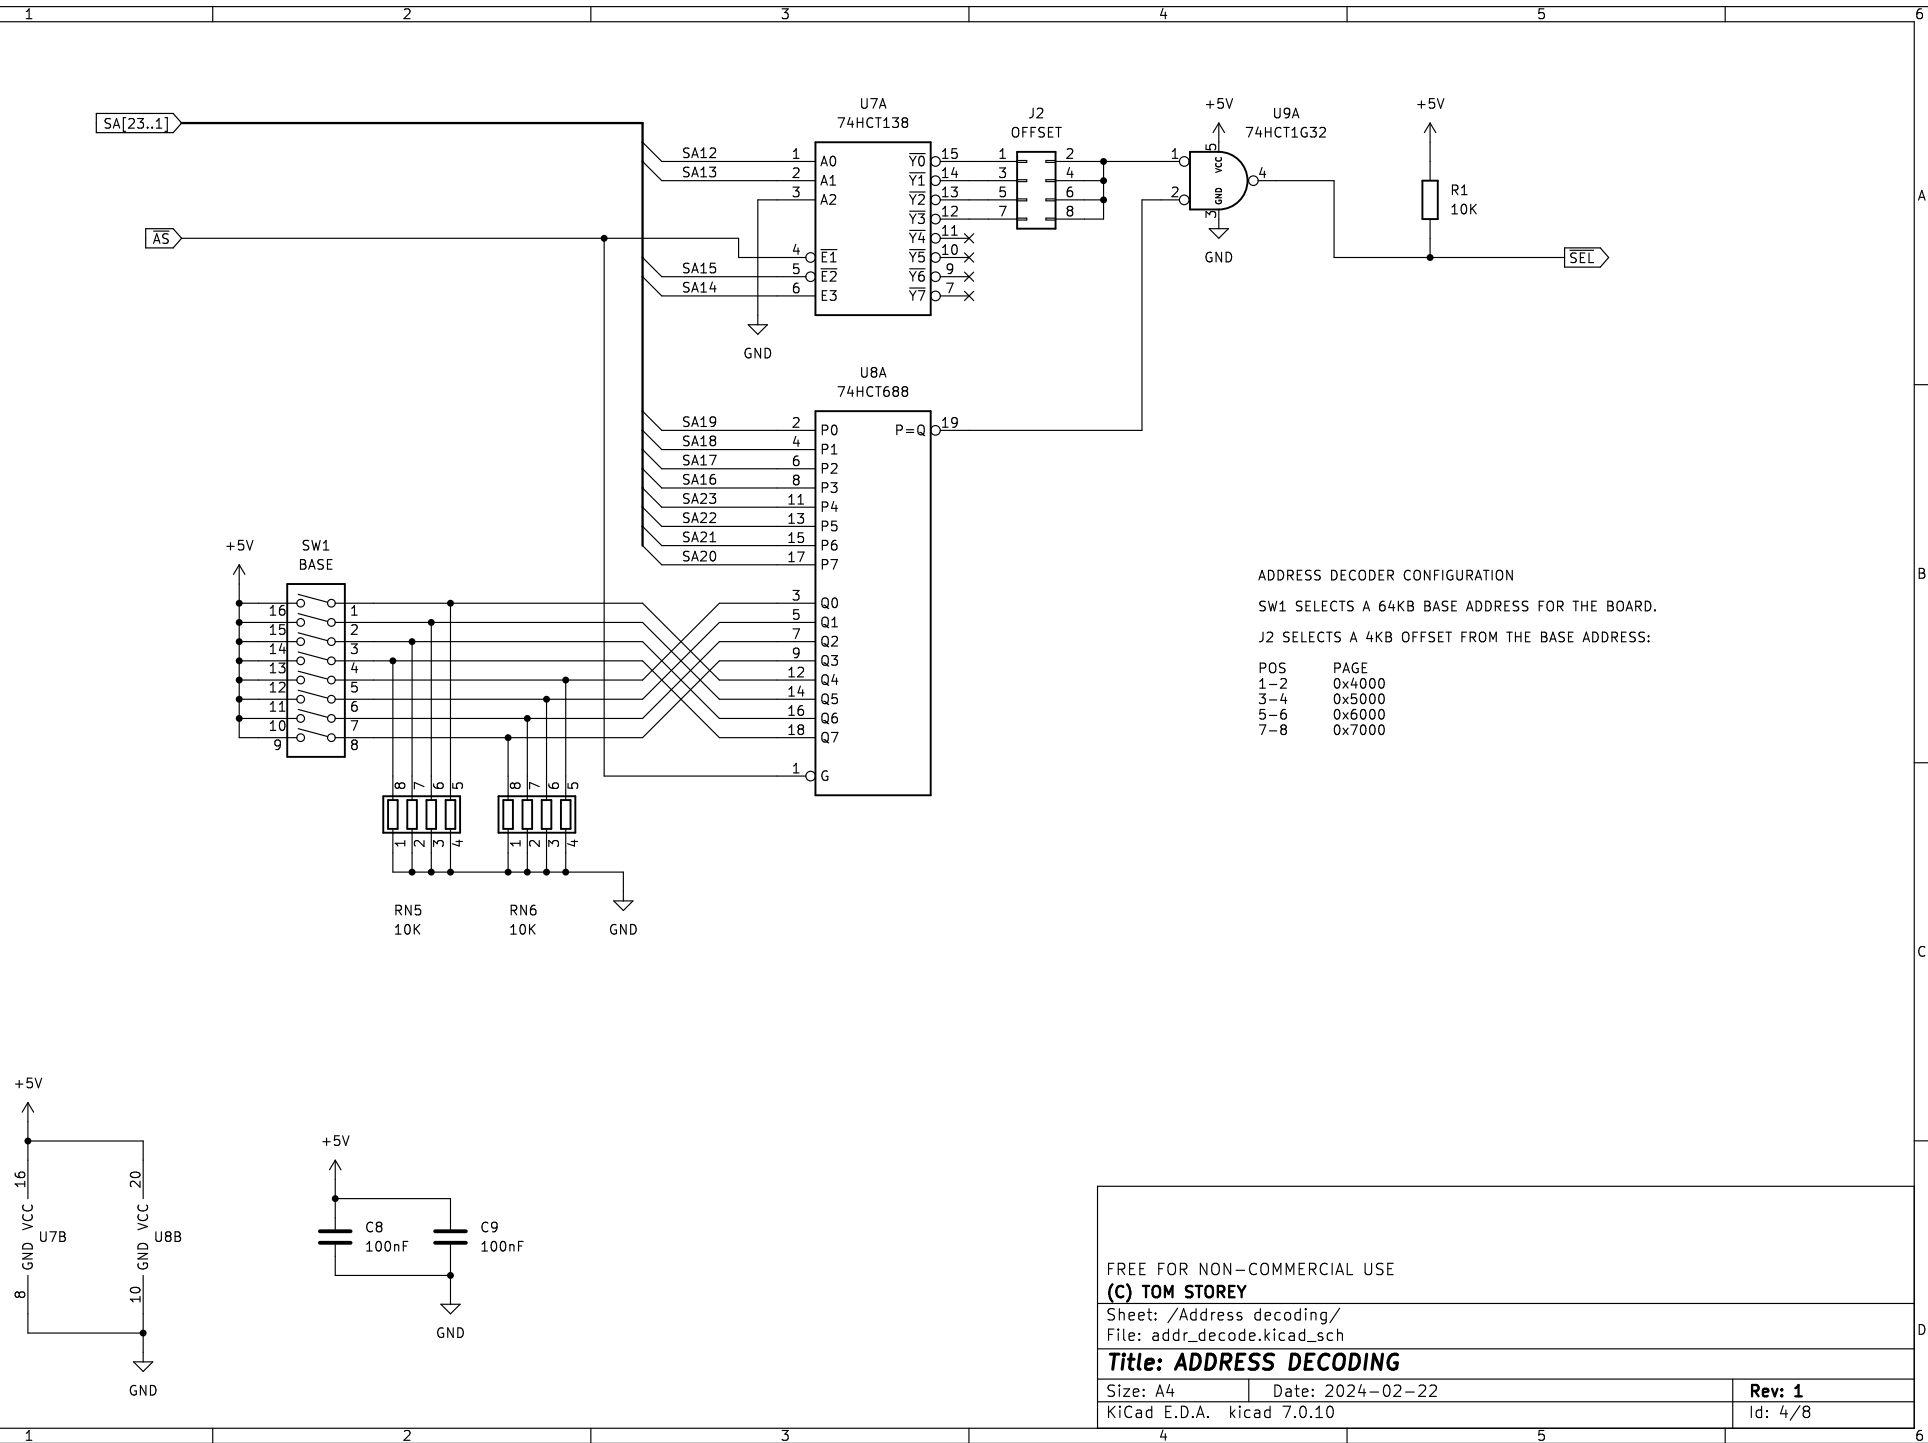 1 2 3 4 5 6
SA[23..1]
AS
SA12
SA13
SA15
SA14
U7A
74HCT138
1 A0
2 A1
3 A2
4 E1
5 E2
6 E3
Y0 15
Y1 14
Y2 13
Y3 12
Y4 11
Y5 10
Y6 9
Y7 7
GND
J2
OFFSET
1 2
3 4
5 6
7 8
+5V
U9A
74HCT1G32
1
2
5
VCC
GND
3
4
GND
+5V
R1
10K
SEL
A
U8A
74HCT688
SA19 2 P0
SA18 4 P1
SA17 6 P2
SA16 8 P3
SA23 11 P4
SA22 13 P5
SA21 15 P6
SA20 17 P7
P=Q 19
3 Q0
5 Q1
7 Q2
9 Q3
12 Q4
14 Q5
16 Q6
18 Q7
1 G
+5V
SW1
BASE
16 1
15 2
14 3
13 4
12 5
11 6
10 7
9 8
8 7 6 5
1 2 3 4
8 7 6 5
1 2 3 4
RN5
10K
RN6
10K
GND
ADDRESS DECODER CONFIGURATION
SW1 SELECTS A 64KB BASE ADDRESS FOR THE BOARD.
J2 SELECTS A 4KB OFFSET FROM THE BASE ADDRESS:
POS PAGE
1-2 0x4000
3-4 0x5000
5-6 0x6000
7-8 0x7000
B
C
+5V
16
VCC
GND
8
U7B
20
VCC
GND
10
U8B
GND
+5V
C8
100nF
C9
100nF
GND
FREE FOR NON-COMMERCIAL USE
(C) TOM STOREY
Sheet: /Address decoding/
File: addr_decode.kicad_sch
Title: ADDRESS DECODING
Size: A4 Date: 2024-02-22 Rev: 1
KiCad E.D.A. kicad 7.0.10 Id: 4/8
D
1 2 3 4 5 6